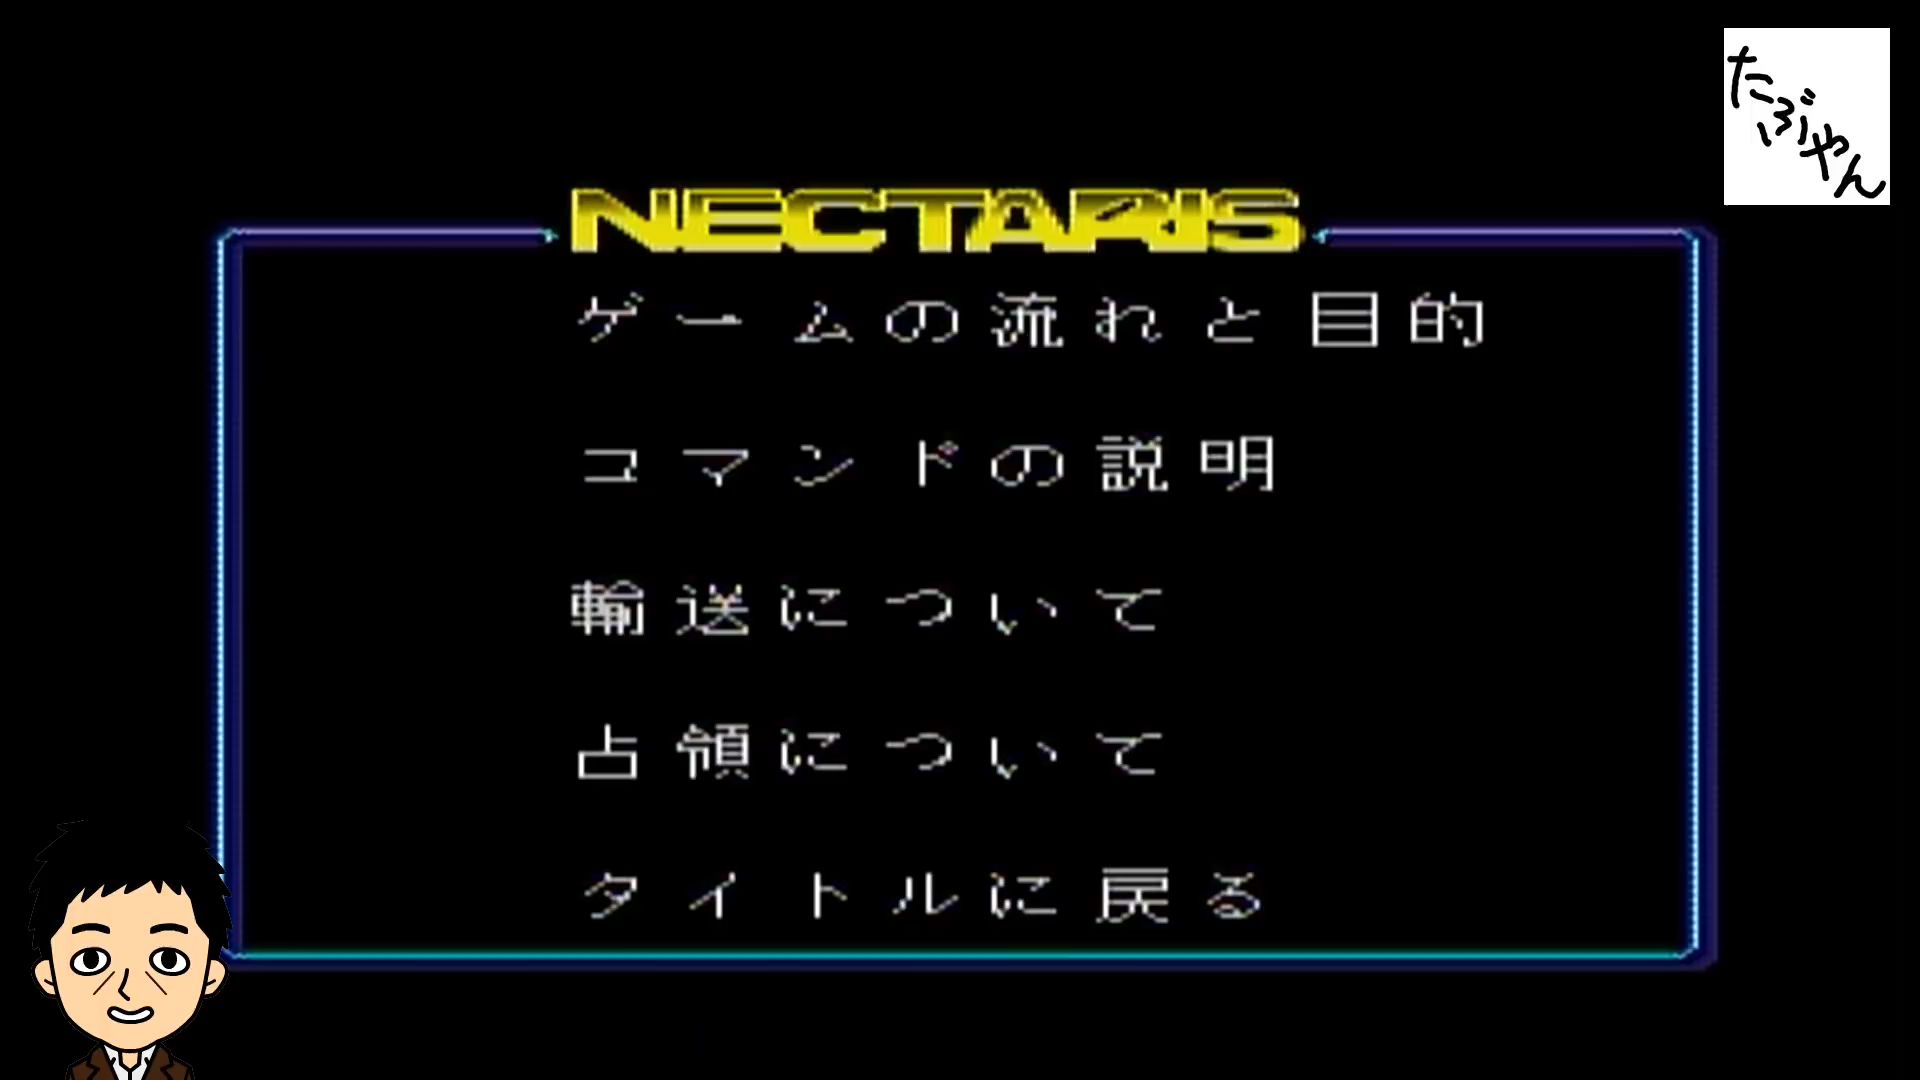 たぶやん
NECTARIS
ゲームの流れと目的
コマンドの説明
輸送について
占領について
タイトルに戻る